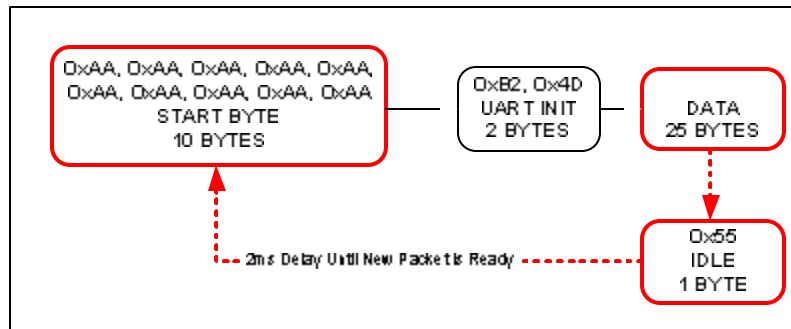 0xAA, 0xAA, 0xAA, 0xAA, 0xAA,
0xAA, 0xAA, 0xAA, 0xAA, 0xAA
START BYTE
10 BYTES
0xB2, 0x4D
UART INIT
2 BYTES
DATA
25 BYTES
0x55
IDLE
1 BYTE
2ms Delay Until New Packet is Ready